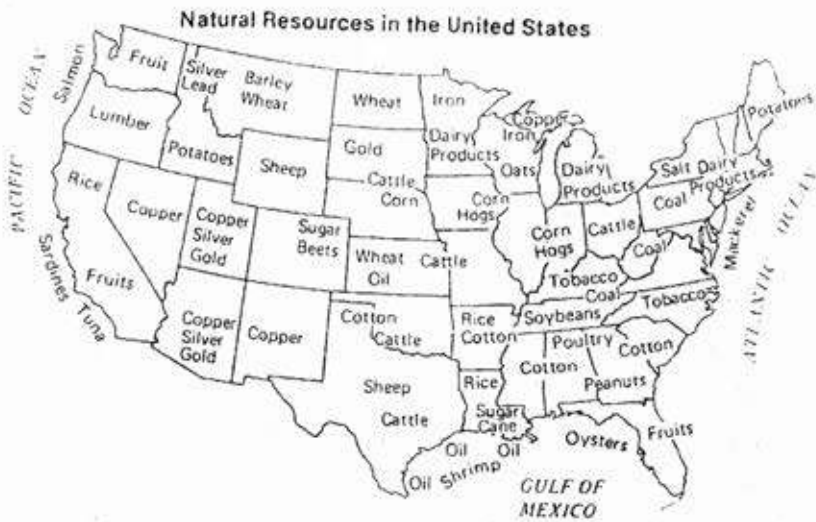 Natural Resources in the United States
PACIFIC OCEAN
Salmon
Fruit
Silver
Lead
Barley
Wheat
Wheat
Iron
Copper
Iron
Potatoes
Lumber
Potatoes
Sheep
Gold
Cattle
Dairy
Products
Oats
Dairy
Products
Salt
Dairy
Products
Rice
Copper
Copper
Silver
Gold
Sugar
Beets
Corn
Corn
Hogs
Corn
Hogs
Cattle
Coal
Coal
Coal
Mackerel
ATLANTIC OCEAN
Sardines
Fruits
Tuna
Wheat
Oil
Cattle
Tobacco
Coal
Tobacco
Copper
Silver
Gold
Copper
Cotton
Cattle
Rice
Cotton
Soybeans
Poultry
Cotton
Cotton
Peanuts
Sheep
Cattle
Rice
Sugar
Cane
Oil
Oil
Oil
Shrimp
Oysters
Fruits
GULF OF
MEXICO